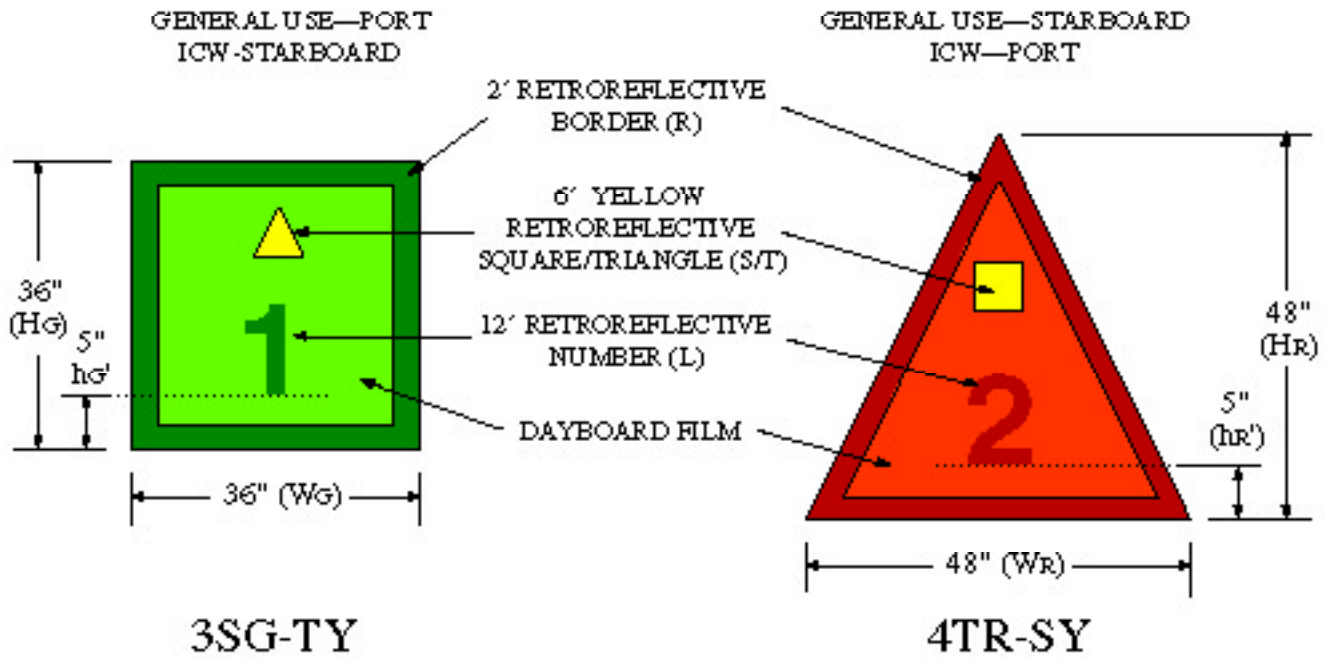 GENERAL USE—PORT
ICW-STARBOARD
GENERAL USE—STARBOARD
ICW—PORT
2´ RETROREFLECTIVE
BORDER (R)
6´ YELLOW
RETROREFLECTIVE
SQUARE/TRIANGLE (S/T)
12´ RETROREFLECTIVE
NUMBER (L)
DAYBOARD FILM
36"
(HG)
5"
hG'
1
36" (WG)
2
48"
(HR)
5"
(hR')
48" (WR)
3SG-TY
4TR-SY